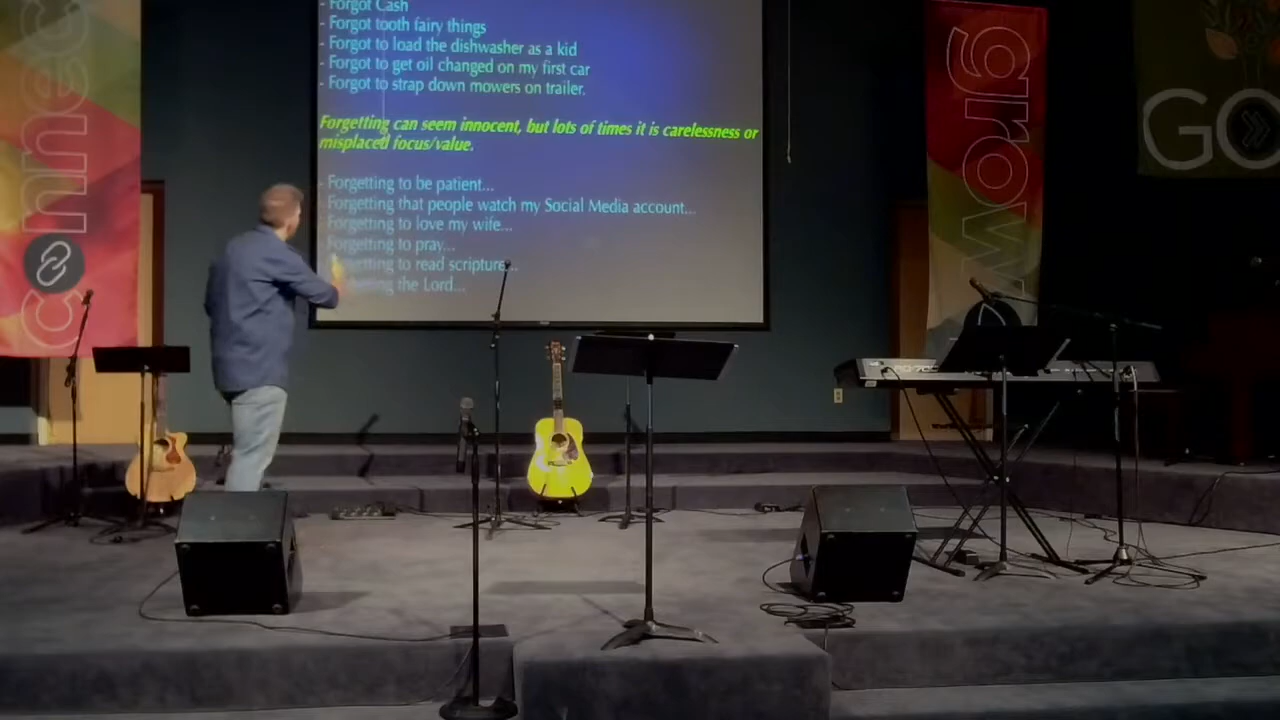 - Forgot Cash
- Forgot tooth fairy things
- Forgot to load the dishwasher as a kid
- Forgot to get oil changed on my first car
- Forgot to strap down mowers on trailer.
Forgetting can seem innocent, but lots of times it is carelessness or
misplaced focus/value.
- Forgetting to be patient...
- Forgetting that people watch my Social Media account...
- Forgetting to love my wife...
Forgetting to pray...
to read scripture...
the Lord...
connec
grow
GO